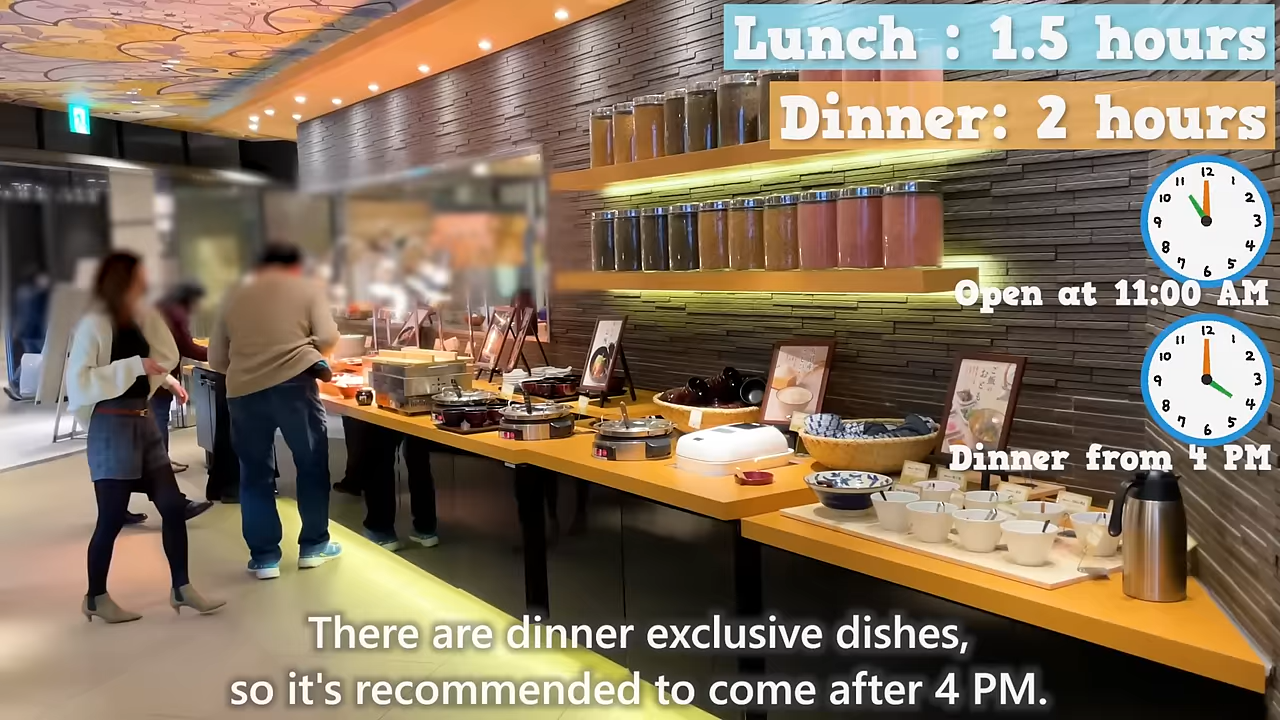 Lunch : 1.5 hours
Dinner: 2 hours
Open at 11:00 AM
Dinner from 4 PM
There are dinner exclusive dishes,
so it's recommended to come after 4 PM.